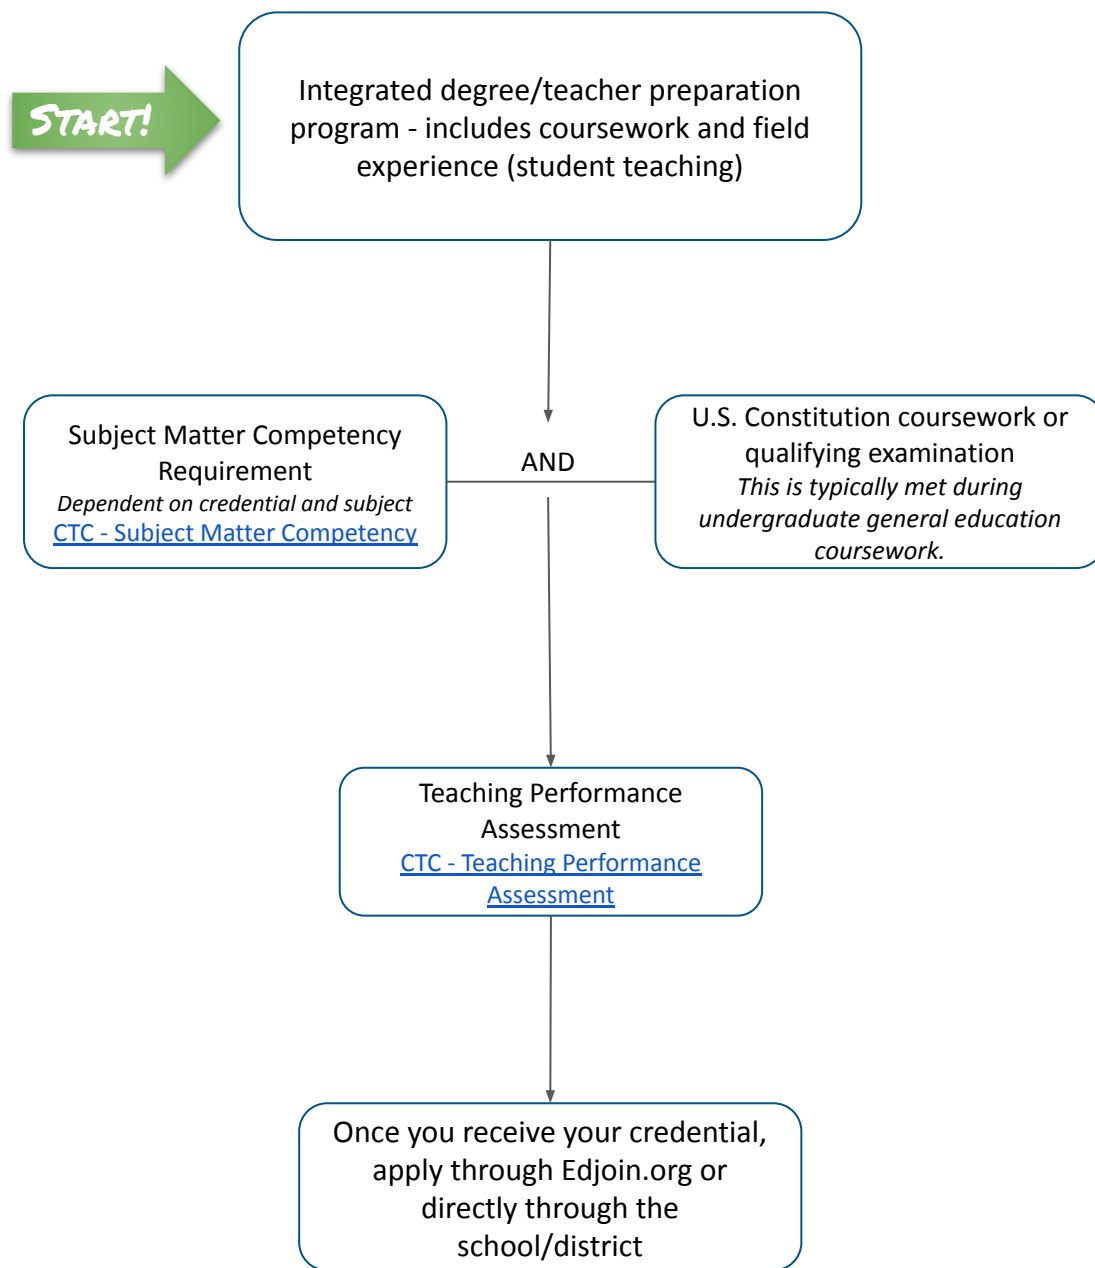 START!
Integrated degree/teacher preparation
program - includes coursework and field
experience (student teaching)
Subject Matter Competency
Requirement
Dependent on credential and subject
CTC - Subject Matter Competency
AND
U.S. Constitution coursework or
qualifying examination
This is typically met during
undergraduate general education
coursework.
Teaching Performance
Assessment
CTC - Teaching Performance
Assessment
Once you receive your credential,
apply through Edjoin.org or
directly through the
school/district